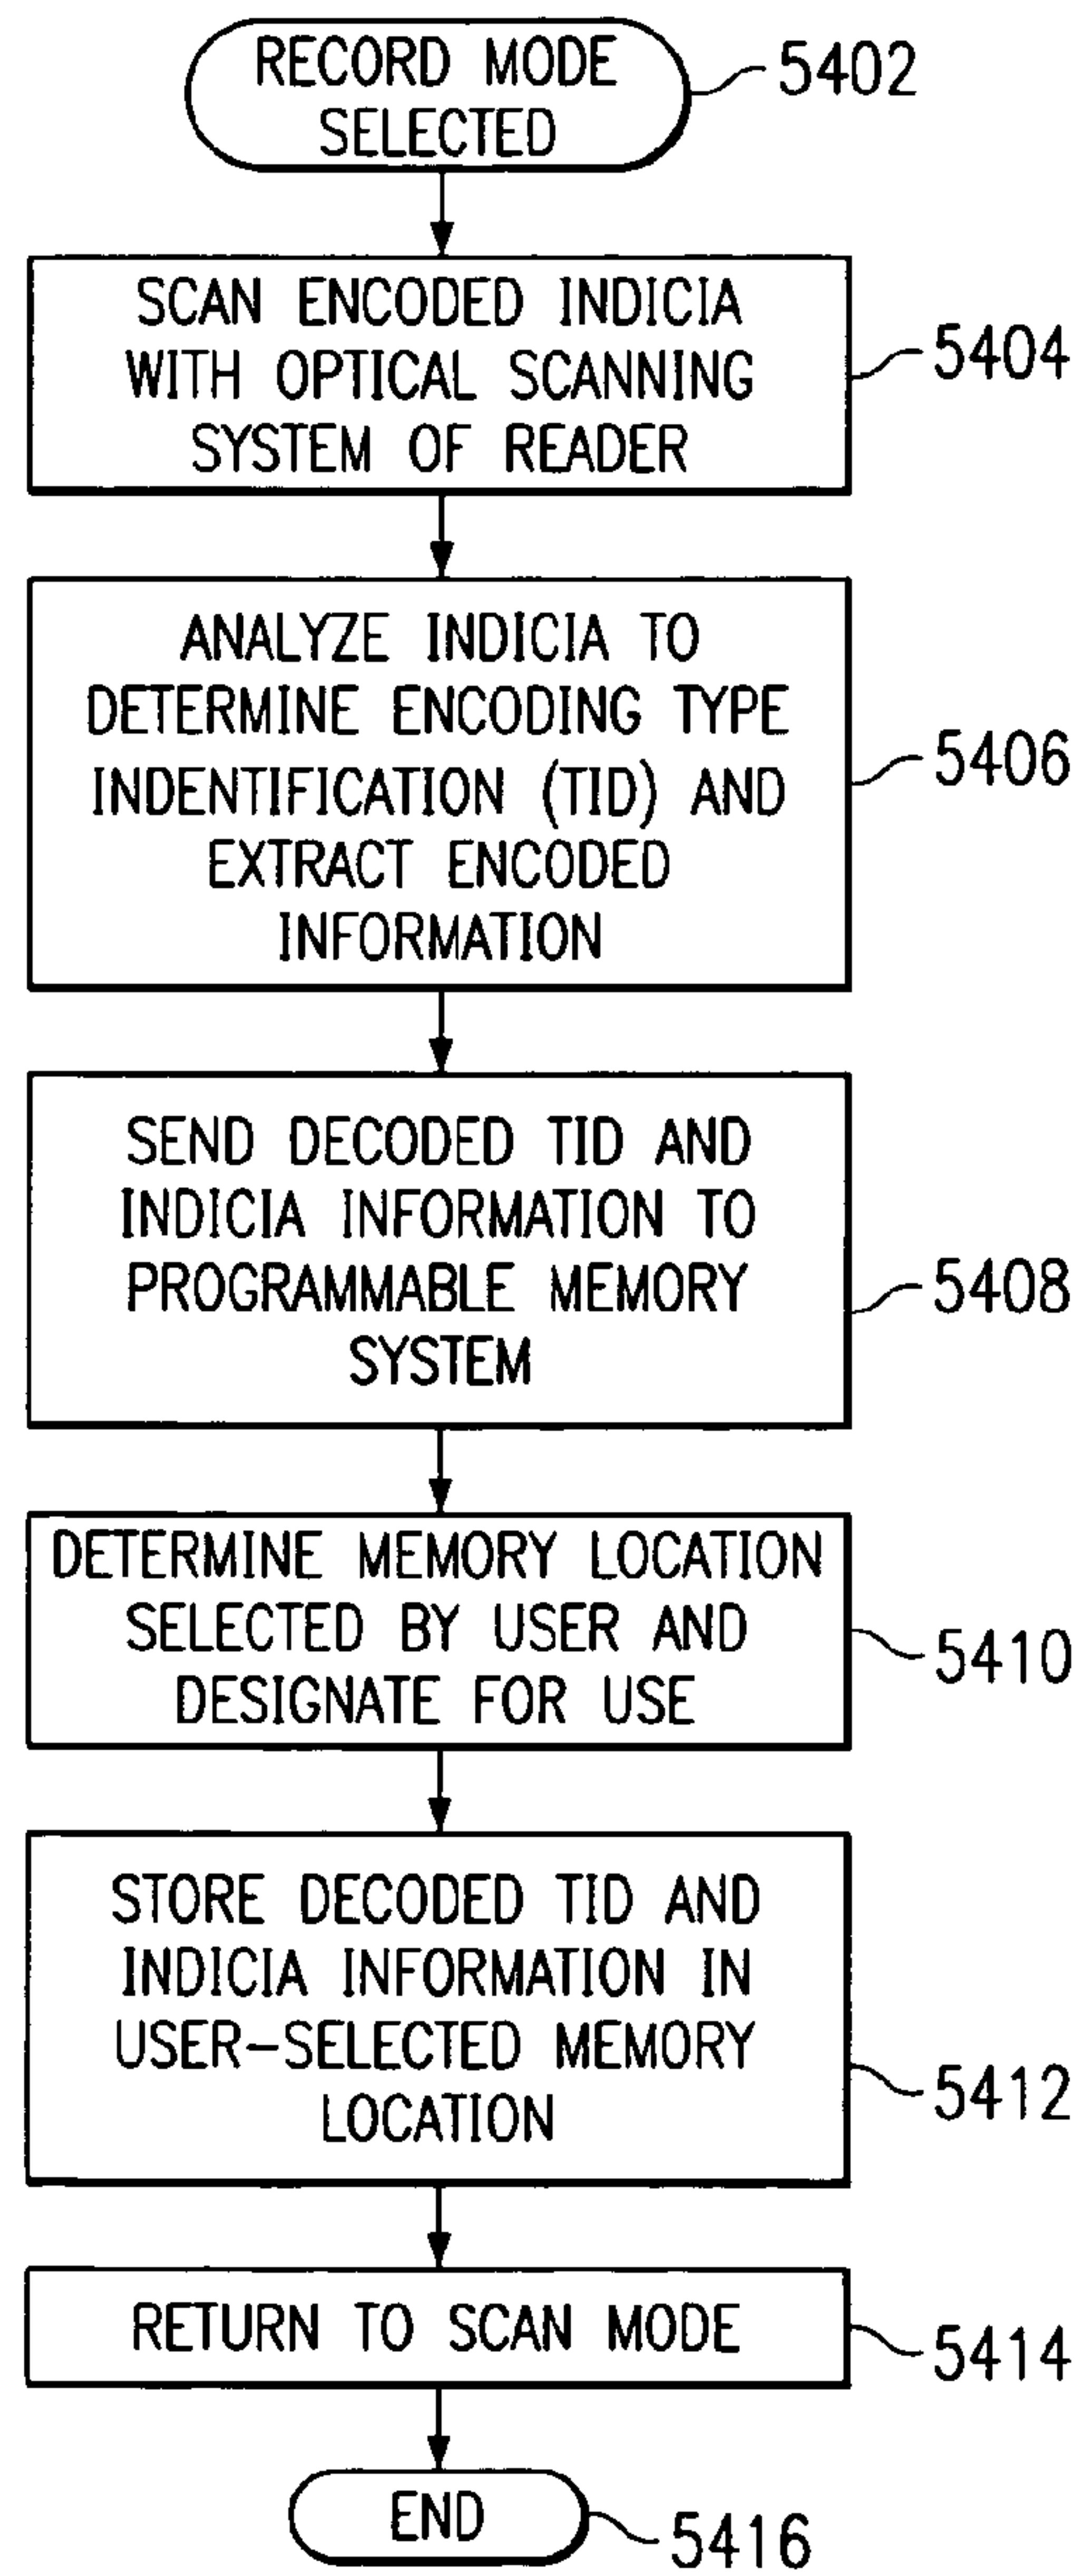 RECORD MODE
SELECTED
5402
SCAN ENCODED INDICIA
WITH OPTICAL SCANNING
SYSTEM OF READER
5404
ANALYZE INDICIA TO
DETERMINE ENCODING TYPE
INDENTIFICATION (TID) AND
EXTRACT ENCODED
INFORMATION
5406
SEND DECODED TID AND
INDICIA INFORMATION TO
PROGRAMMABLE MEMORY
SYSTEM
5408
DETERMINE MEMORY LOCATION
SELECTED BY USER AND
DESIGNATE FOR USE
5410
STORE DECODED TID AND
INDICIA INFORMATION IN
USER-SELECTED MEMORY
LOCATION
5412
RETURN TO SCAN MODE
5414
END
5416